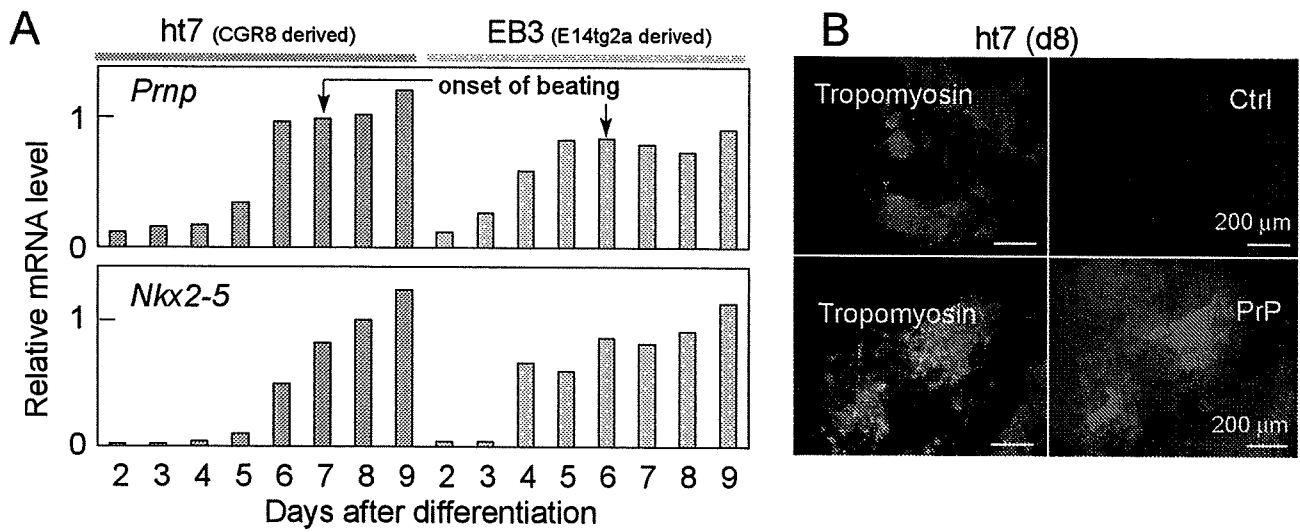 A
ht7 (CGR8 derived)
EB3 (E14tg2a derived)
Prnp
onset of beating
1
0
Nkx2-5
1
0
Relative mRNA level
2 3 4 5 6 7 8 9 2 3 4 5 6 7 8 9
Days after differentiation
B
ht7 (d8)
Tropomyosin
Ctrl
200 μm
Tropomyosin
PrP
200 μm